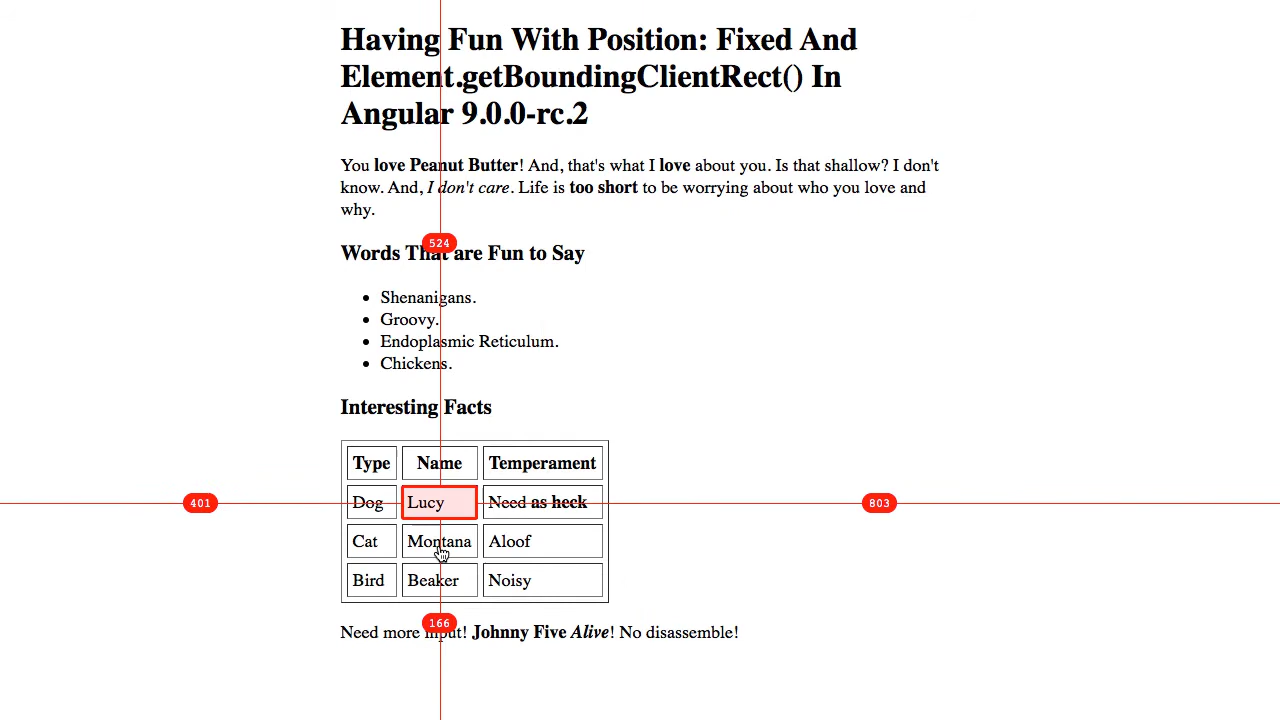 Having Fun With Position: Fixed And
Element.getBoundingClientRect() In
Angular 9.0.0-rc.2
You love Peanut Butter! And, that's what I love about you. Is that shallow? I don't
know. And, I don't care. Life is too short to be worrying about who you love and
why.
524
Words That are Fun to Say
Shenanigans.
Groovy.
Endoplasmic Reticulum.
Chickens.
Interesting Facts
Type Name Temperament
401 Dog Lucy Need as heck 803
Cat Montana Aloof
Bird Beaker Noisy
166
Need more input! Johnny Five Alive! No disassemble!